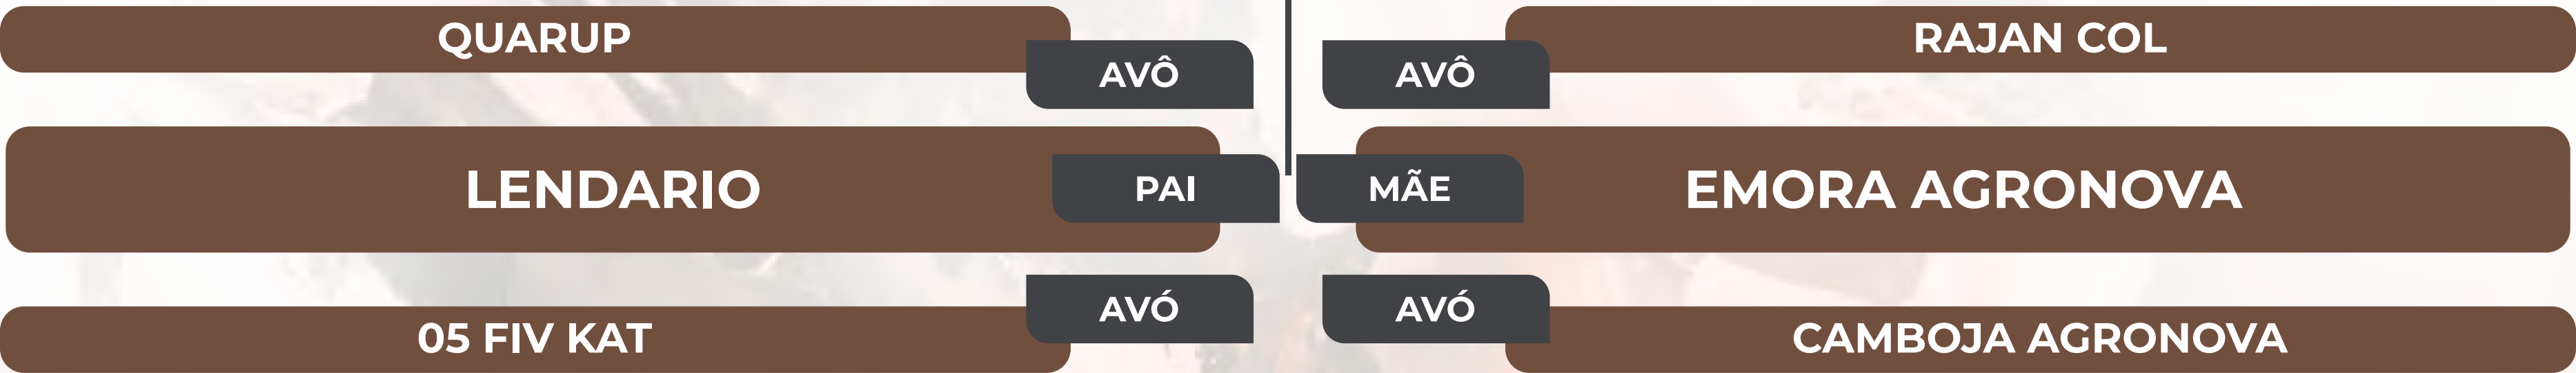 QUARUP
AVÔ
AVÔ
RAJAN COL
LENDARIO
PAI
MÃE
EMORA AGRONOVA
05 FIV KAT
AVÓ
AVÓ
CAMBOJA AGRONOVA